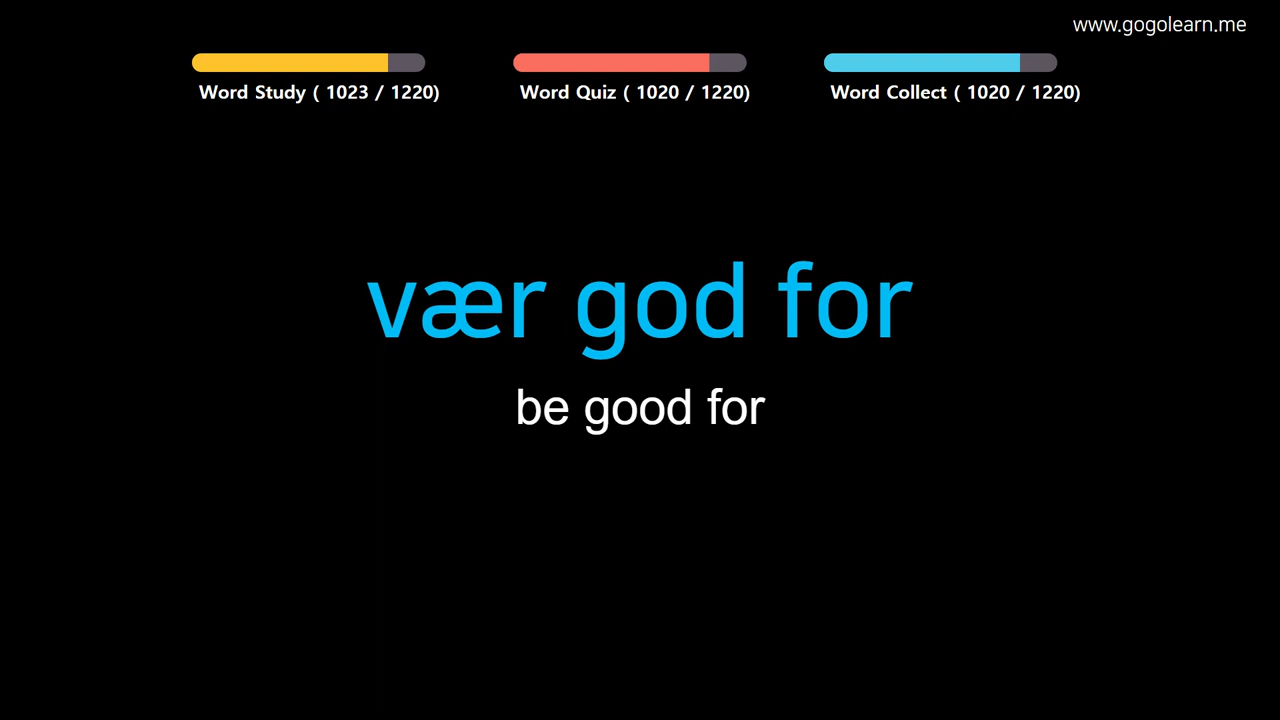 www.gogolearn.me
Word Study ( 1023 / 1220)
Word Quiz ( 1020 / 1220)
Word Collect ( 1020 / 1220)
vær god for
be good for